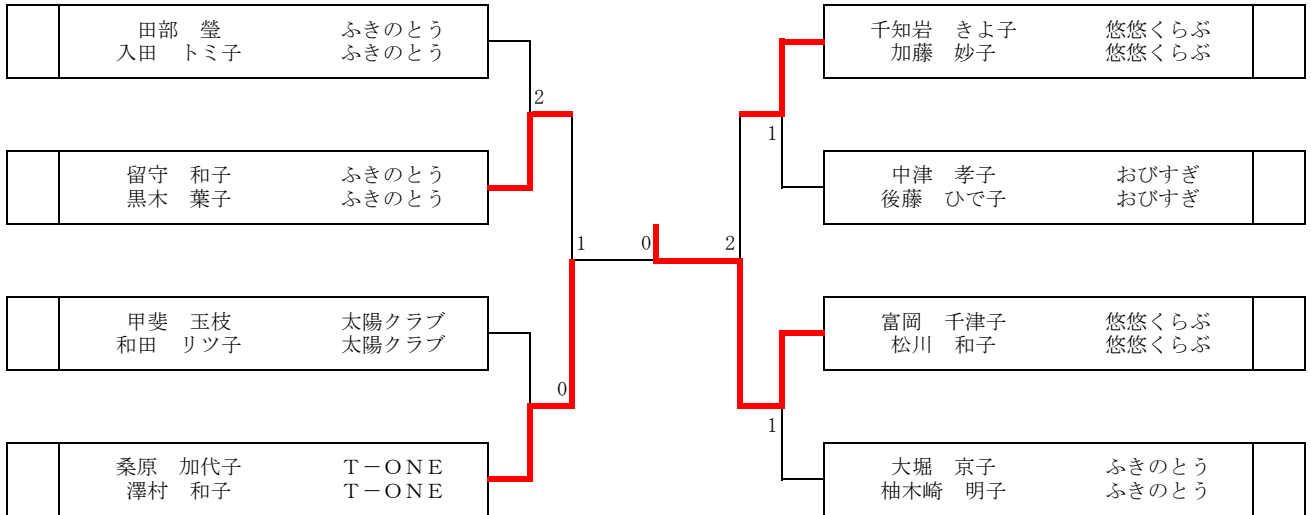 田部　瑩　ふきのとう
入田　トミ子　ふきのとう
2
留守　和子　ふきのとう
黒木　葉子　ふきのとう
1
甲斐　玉枝　太陽クラブ
和田　リツ子　太陽クラブ
0
桑原　加代子　Ｔ－ＯＮＥ
澤村　和子　Ｔ－ＯＮＥ
0
千知岩　きよ子　悠悠くらぶ
加藤　妙子　悠悠くらぶ
1
中津　孝子　おびすぎ
後藤　ひで子　おびすぎ
2
富岡　千津子　悠悠くらぶ
松川　和子　悠悠くらぶ
1
大堀　京子　ふきのとう
柚木崎　明子　ふきのとう